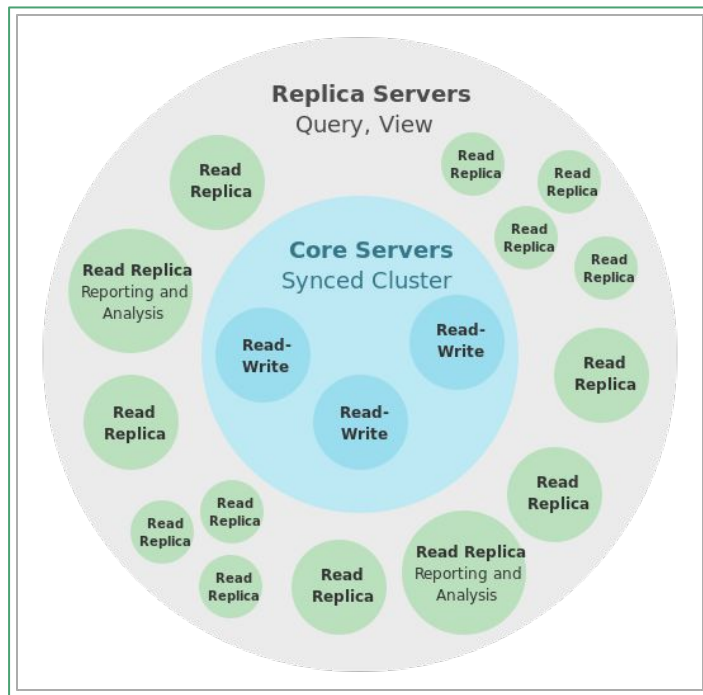 Replica Servers
Query, View
Read
Replica
Read
Replica
Read
Replica
Read
Replica
Read
Replica
Read Replica
Reporting and
Analysis
Core Servers
Synced Cluster
Read-
Write
Read-
Write
Read-
Write
Read
Replica
Read
Replica
Read
Replica
Read
Replica
Read
Replica
Read
Replica
Read
Replica
Read Replica
Reporting and
Analysis